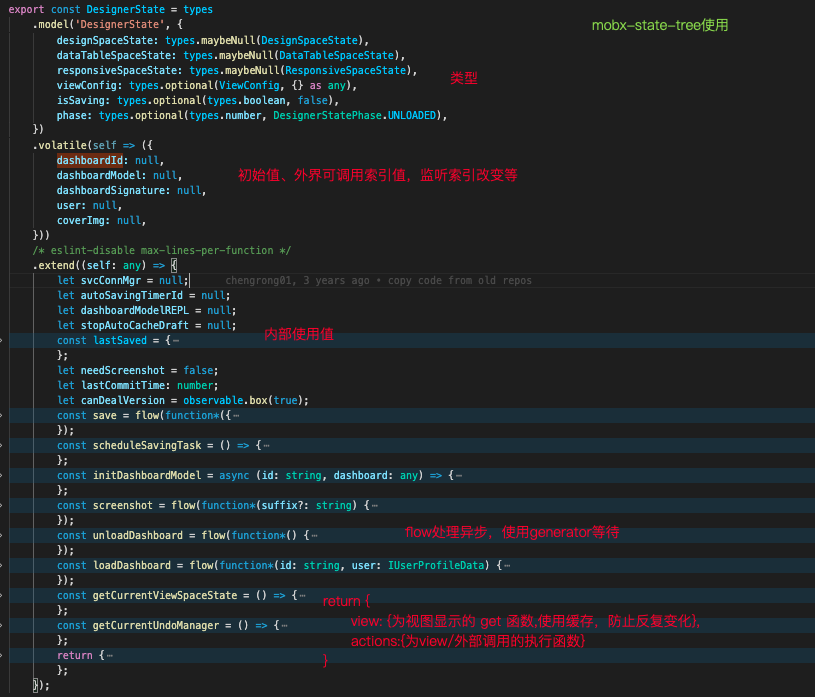 export const DesignerState = types
.model('DesignerState', {
mobx-state-tree使用
designSpaceState: types.maybeNull(DesignSpaceState),
dataTableSpaceState: types.maybeNull(DataTableSpaceState),
responsiveSpaceState: types.maybeNull(ResponsiveSpaceState),
类型
viewConfig: types.optional(ViewConfig, {} as any),
isSaving: types.optional(types.boolean, false),
phase: types.optional(types.number, DesignerStatePhase.UNLOADED),
})
.volatile(self => ({
dashboardId: null,
dashboardModel: null,
初始值、外界可调用索引值，监听索引改变等
dashboardSignature: null,
user: null,
coverImg: null,
}))
/* eslint-disable max-lines-per-function */
.extend((self: any) => {
let svcConnMgr = null; chengrong01, 3 years ago • copy code from old repos
let autoSavingTimerId = null;
let dashboardModelREPL = null;
let stopAutoCacheDraft = null;
内部使用值
const lastSaved = {⋯
};
let needScreenshot = false;
let lastCommitTime: number;
let canDealVersion = observable.box(true);
const save = flow(function*({⋯
});
const scheduleSavingTask = () => {⋯
};
const initDashboardModel = async (id: string, dashboard: any) => {⋯
};
const screenshot = flow(function*(suffix?: string) {⋯
});
const unloadDashboard = flow(function*() {⋯
flow处理异步，使用generator等待
});
const loadDashboard = flow(function*(id: string, user: IUserProfileData) {⋯
});
const getCurrentViewSpaceState = () => {⋯
return {
};
view: {为视图显示的 get 函数,使用缓存，防止反复变化},
const getCurrentUndoManager = () => {⋯
actions:{为view/外部调用的执行函数}
};
return {⋯
}
};
});